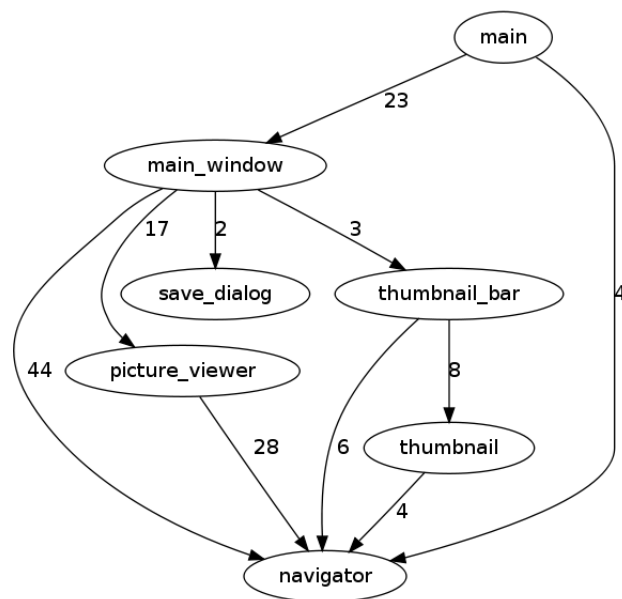 main
23
main_window
17
2
3
save_dialog
thumbnail_bar
4
44
picture_viewer
8
28
6
thumbnail
4
navigator